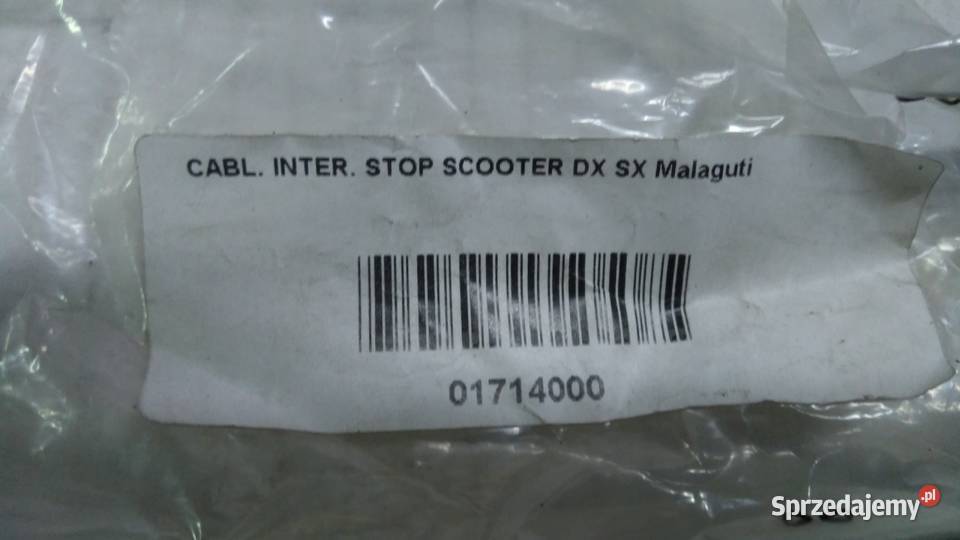 CABL. INTER. STOP SCOOTER DX SX Malaguti
01714000
Sprzedajemy.pl